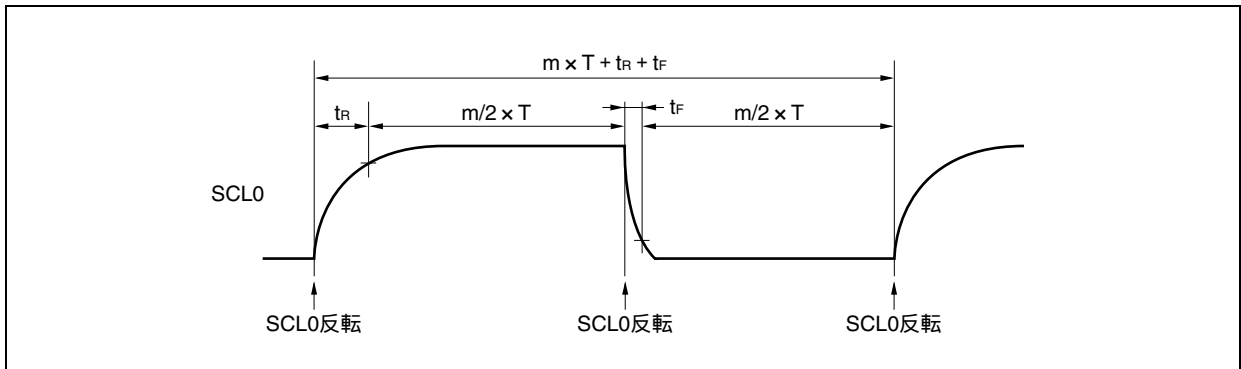 m × T + tR + tF
tR
m/2 × T
tF
m/2 × T
SCL0
SCL0反転
SCL0反転
SCL0反転